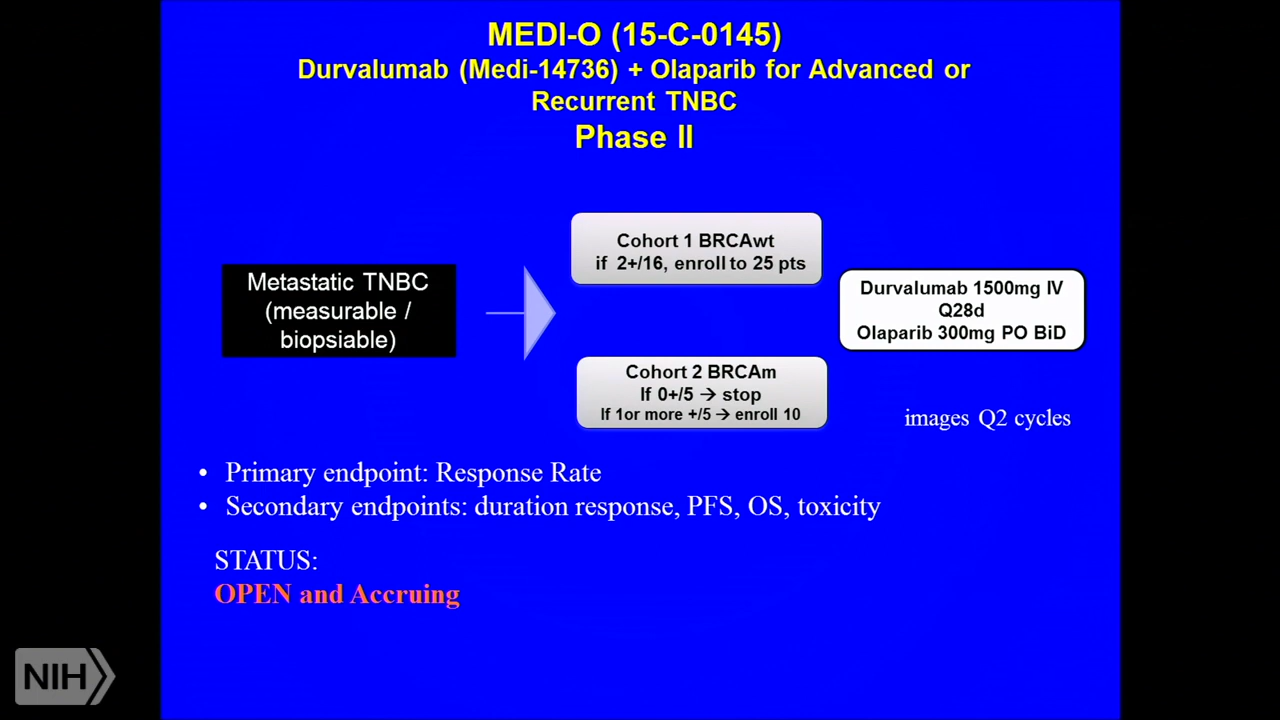 MEDI-O (15-C-0145)
Durvalumab (Medi-14736) + Olaparib for Advanced or
Recurrent TNBC
Phase II
Metastatic TNBC
(measurable /
biopsiable)
Cohort 1 BRCAwt
if 2+/16, enroll to 25 pts
Cohort 2 BRCAm
If 0+/5 → stop
If 1or more +/5 → enroll 10
Durvalumab 1500mg IV
Q28d
Olaparib 300mg PO BiD
images Q2 cycles
• Primary endpoint: Response Rate
• Secondary endpoints: duration response, PFS, OS, toxicity
STATUS:
OPEN and Accruing
NIH